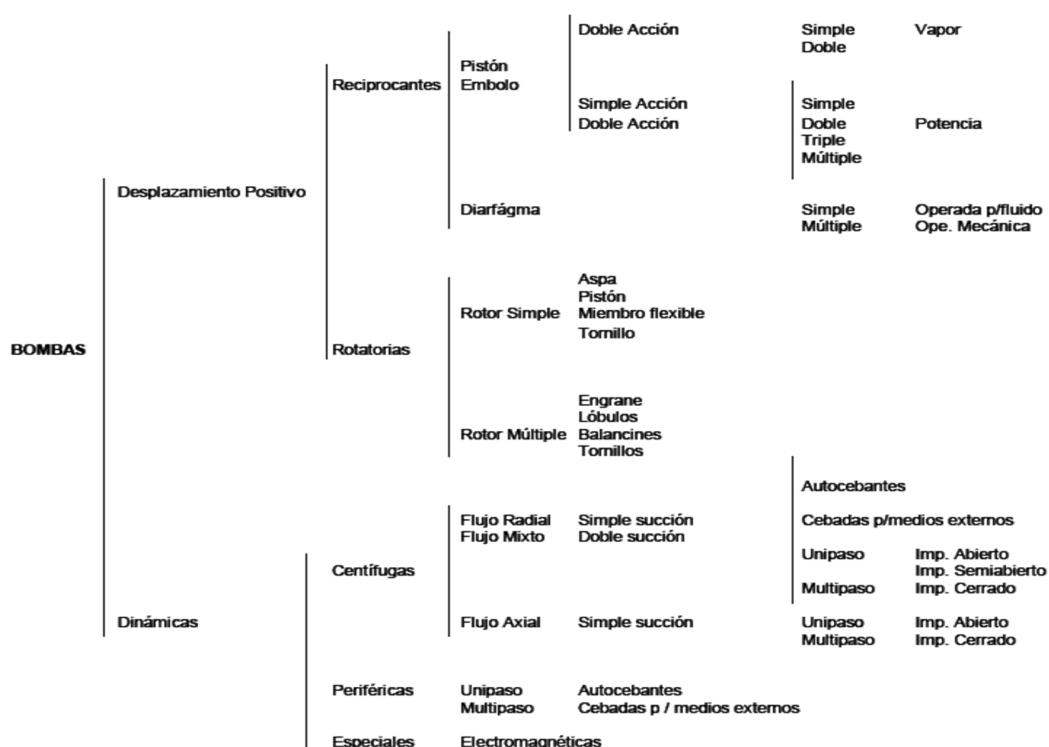 Doble Acción Simple Vapor
Doble
Pistón
Reciprocantes Embolo
Simple Acción Simple
Doble Acción Doble Potencia
Triple
Múltiple
Desplazamiento Positivo
Diarfágma Simple Operada p/fluido
Múltiple Ope. Mecánica
Aspa
Pistón
Rotor Simple Miembro flexible
Tornillo
BOMBAS Rotatorias
Engrane
Lóbulos
Rotor Múltiple Balancines
Tornillos
Autocebantes
Flujo Radial Simple succión Cebadas p/medios externos
Flujo Mixto Doble succión
Unipaso Imp. Abierto
Centífugas Imp. Semiabierto
Multipaso Imp. Cerrado
Dinámicas Flujo Axial Simple succión Unipaso Imp. Abierto
Multipaso Imp. Cerrado
Periféricas Unipaso Autocebantes
Multipaso Cebadas p / medios externos
Especiales Electromagnéticas